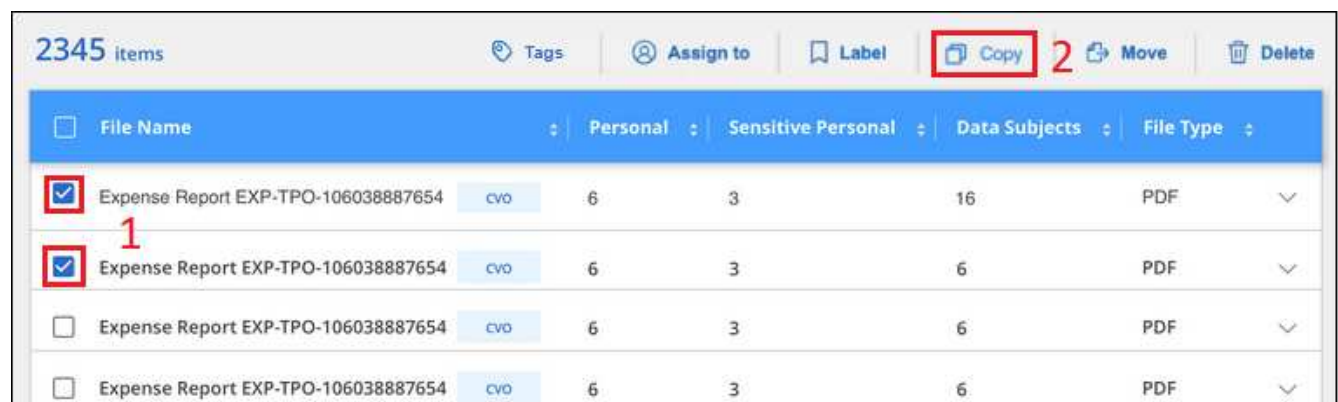 2345 items Tags Assign to Label Copy 2 Move Delete
File Name Personal Sensitive Personal Data Subjects File Type
Expense Report EXP-TPO-106038887654 CVO 6 3 16 PDF
1
Expense Report EXP-TPO-106038887654 CVO 6 3 6 PDF
Expense Report EXP-TPO-106038887654 CVO 6 3 6 PDF
Expense Report EXP-TPO-106038887654 CVO 6 3 6 PDF